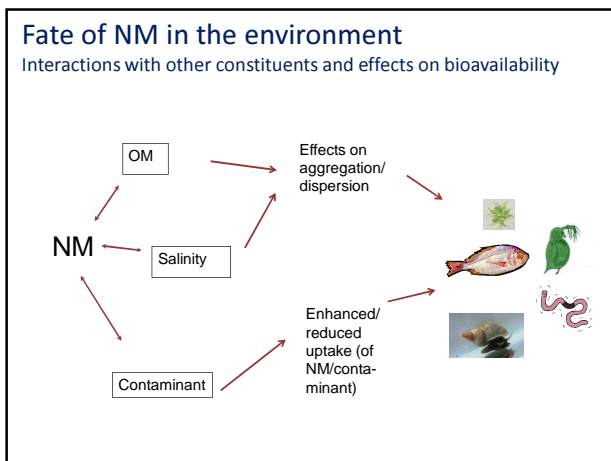 Fate of NM in the environment
Interactions with other constituents and effects on bioavailability
OM
Effects on
aggregation/
dispersion
NM
Salinity
Enhanced/
reduced
uptake (of
NM/conta-
minant)
Contaminant